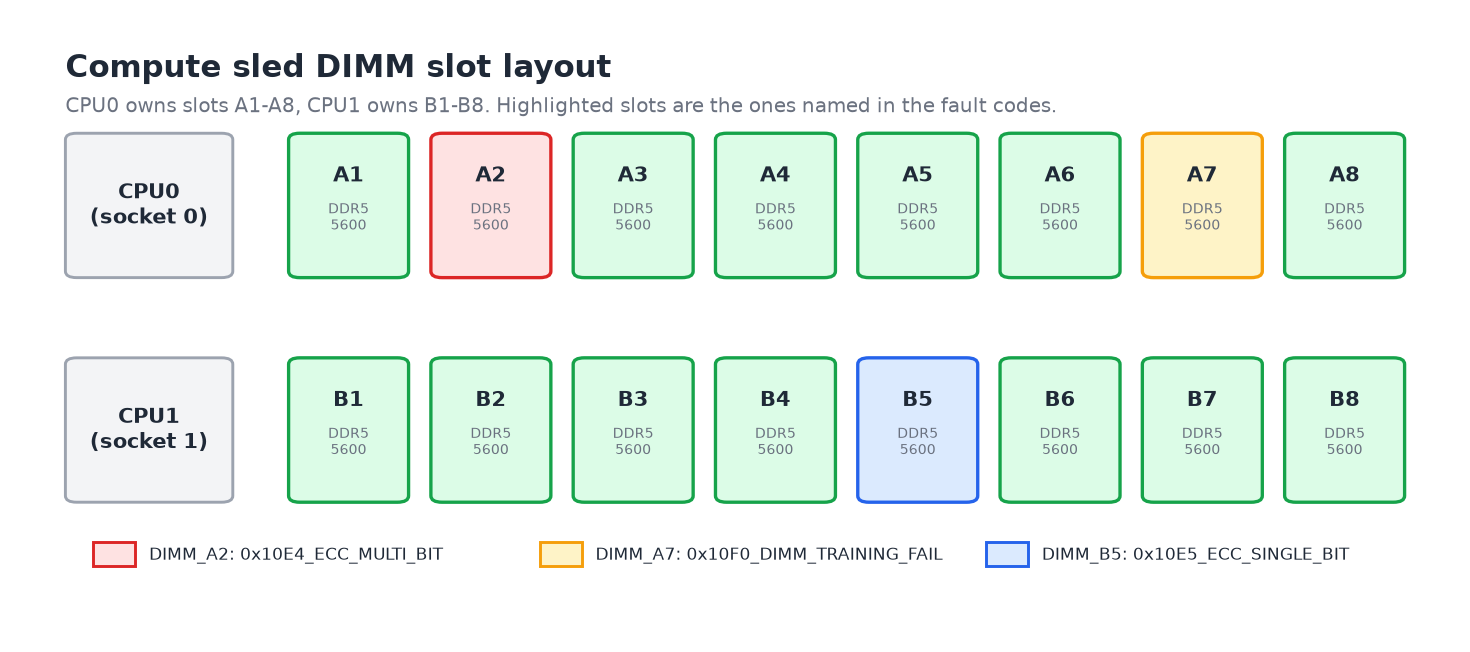 Compute sled DIMM slot layout
CPU0 owns slots A1-A8, CPU1 owns B1-B8. Highlighted slots are the ones named in the fault codes.
CPU0
(socket 0)
A1
DDR5
5600
A2
DDR5
5600
A3
DDR5
5600
A4
DDR5
5600
A5
DDR5
5600
A6
DDR5
5600
A7
DDR5
5600
A8
DDR5
5600
CPU1
(socket 1)
B1
DDR5
5600
B2
DDR5
5600
B3
DDR5
5600
B4
DDR5
5600
B5
DDR5
5600
B6
DDR5
5600
B7
DDR5
5600
B8
DDR5
5600
DIMM_A2: 0x10E4_ECC_MULTI_BIT
DIMM_A7: 0x10F0_DIMM_TRAINING_FAIL
DIMM_B5: 0x10E5_ECC_SINGLE_BIT